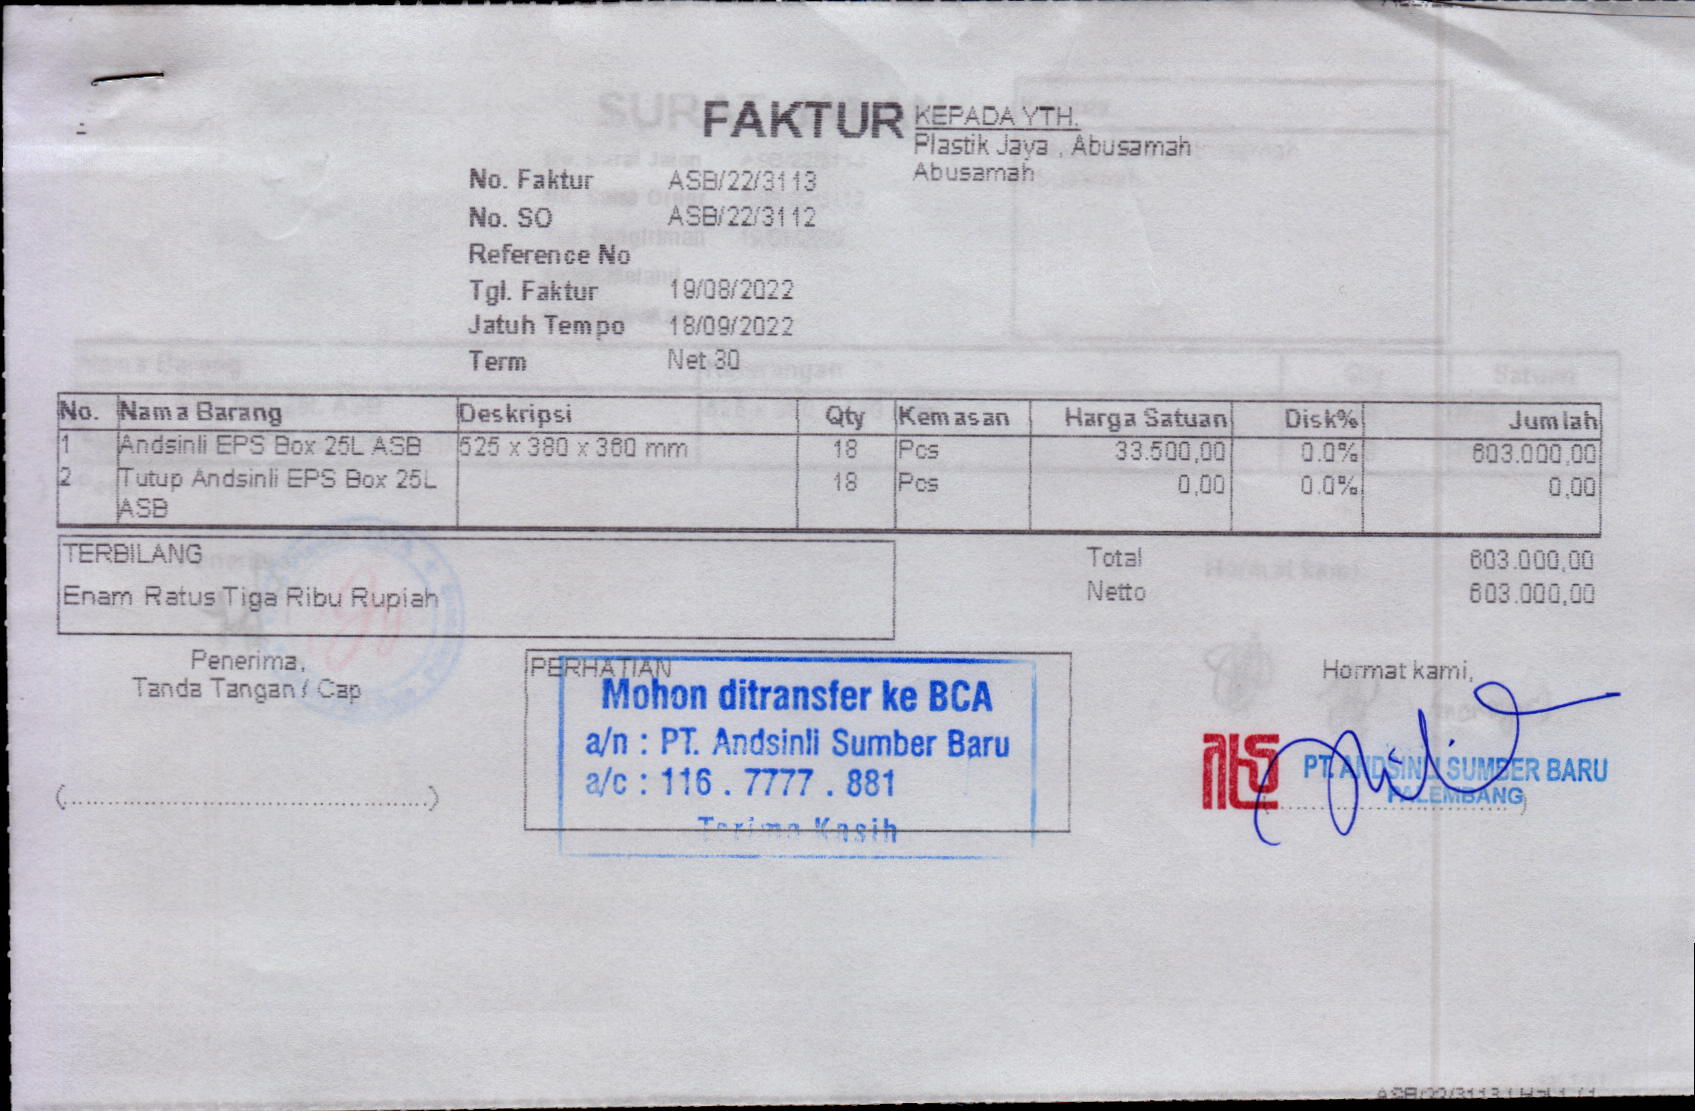 FAKTUR
KEPADA YTH.
Plastik Jaya , Abusamah
Abusamah
No. Faktur ASB/22/3113
No. SO ASB/22/3112
Reference No
Tgl. Faktur 19/08/2022
Jatuh Tempo 18/09/2022
Term Net 30
No. Nama Barang Deskripsi Qty Kemasan Harga Satuan Disk% Jumlah
1 Andsinli EPS Box 25L ASB 525 x 380 x 360 mm 18 Pcs 33.500,00 0.0% 603.000,00
2 Tutup Andsinli EPS Box 25L 18 Pcs 0,00 0.0% 0,00
ASB
TERBILANG
Enam Ratus Tiga Ribu Rupiah
Total 603.000,00
Netto 603.000,00
Penerima,
Tanda Tangan / Cap
(......................................................)
PERHATIAN
Mohon ditransfer ke BCA
a/n : PT. Andsinli Sumber Baru
a/c : 116 . 7777 . 881
Terima Kasih
Hormat kami,
PT. ANDSINLI SUMBER BARU
PALEMBANG
ASB/22/3113